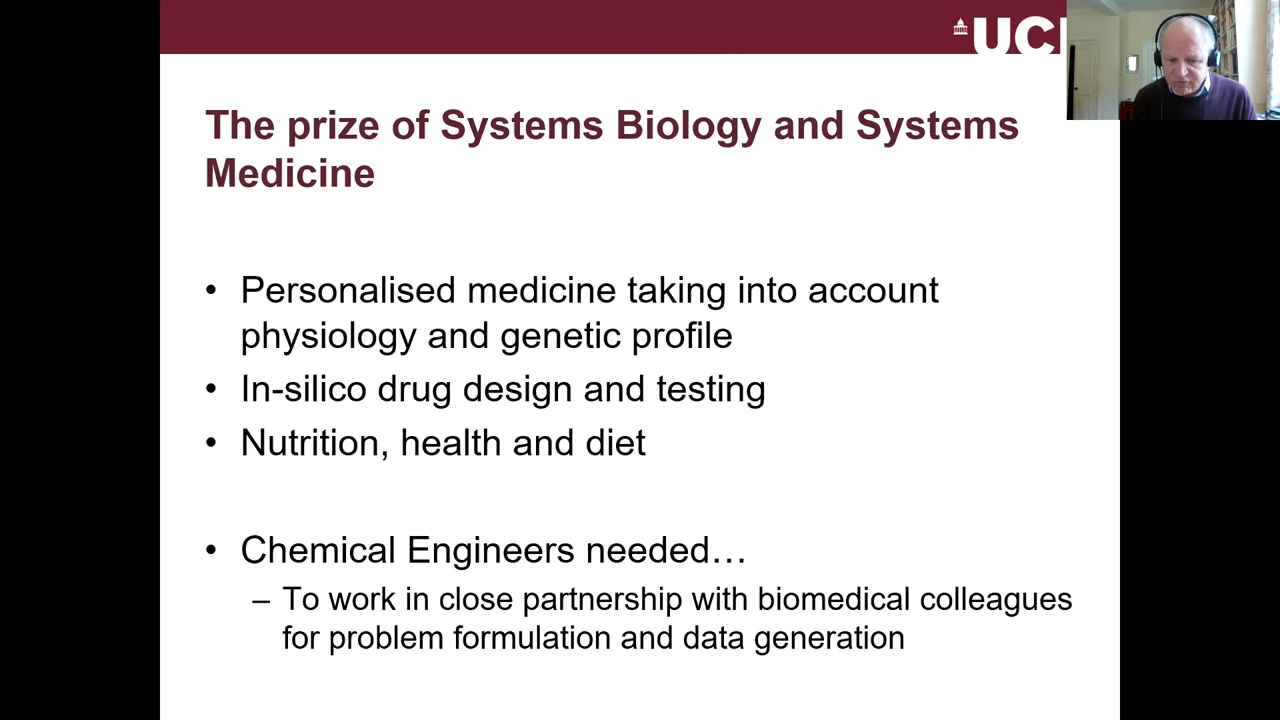 UC
The prize of Systems Biology and Systems
Medicine
• Personalised medicine taking into account
physiology and genetic profile
• In-silico drug design and testing
• Nutrition, health and diet
• Chemical Engineers needed…
– To work in close partnership with biomedical colleagues
for problem formulation and data generation